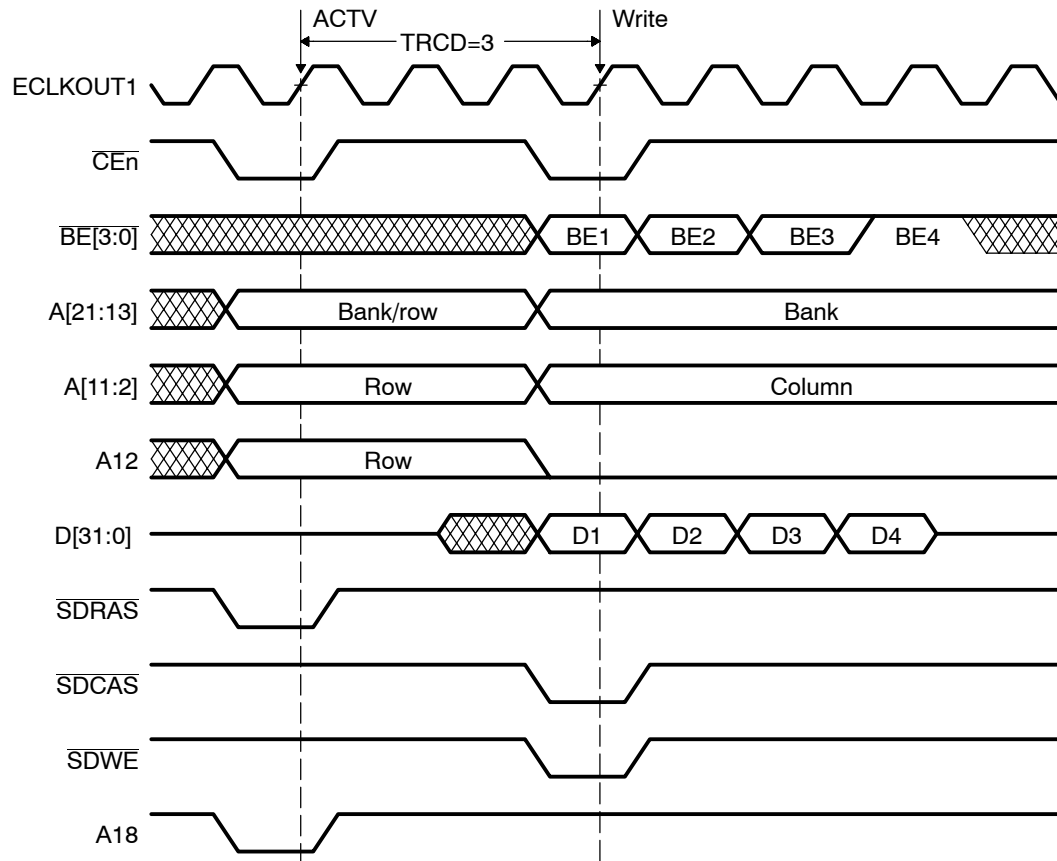 ACTV Write
TRCD=3
ECLKOUT1
CEn
BE[3:0] BE1 BE2 BE3 BE4
A[21:13] Bank/row Bank
A[11:2] Row Column
A12 Row
D[31:0] D1 D2 D3 D4
SDRAS
SDCAS
SDWE
A18